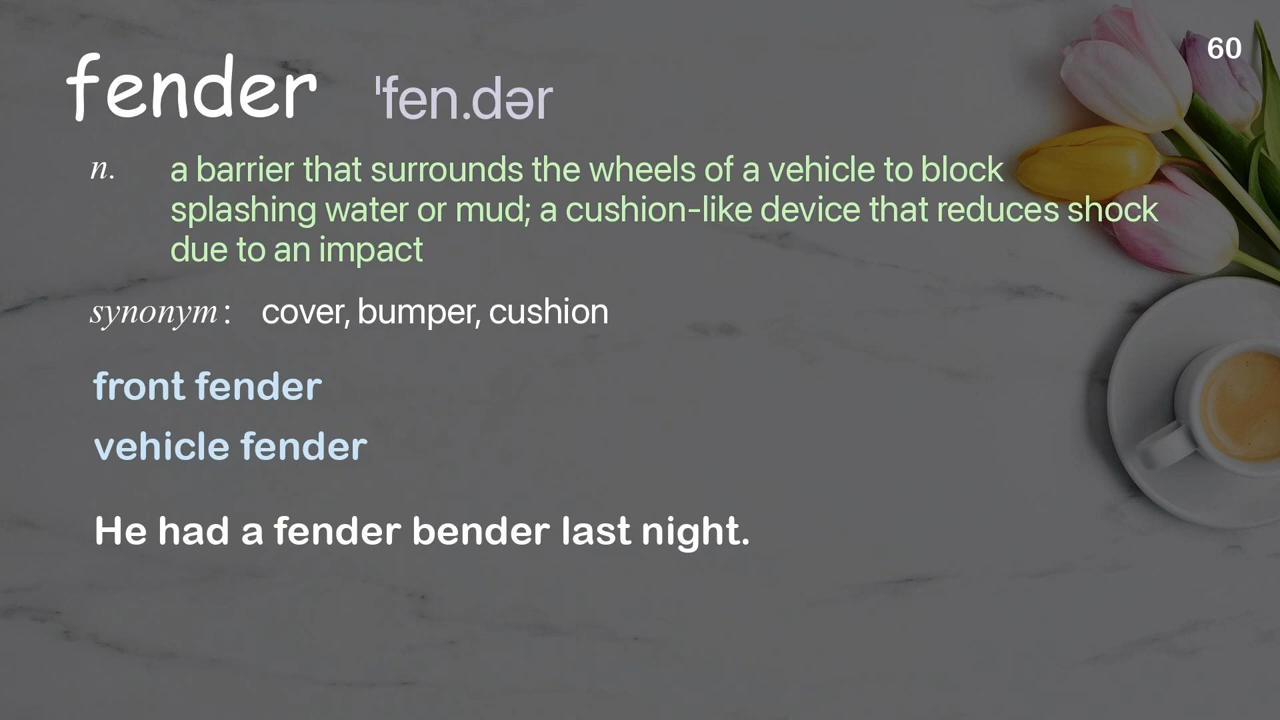 60
fender ˈfen.dər
n. a barrier that surrounds the wheels of a vehicle to block
splashing water or mud; a cushion-like device that reduces shock
due to an impact
synonym: cover, bumper, cushion
front fender
vehicle fender
He had a fender bender last night.